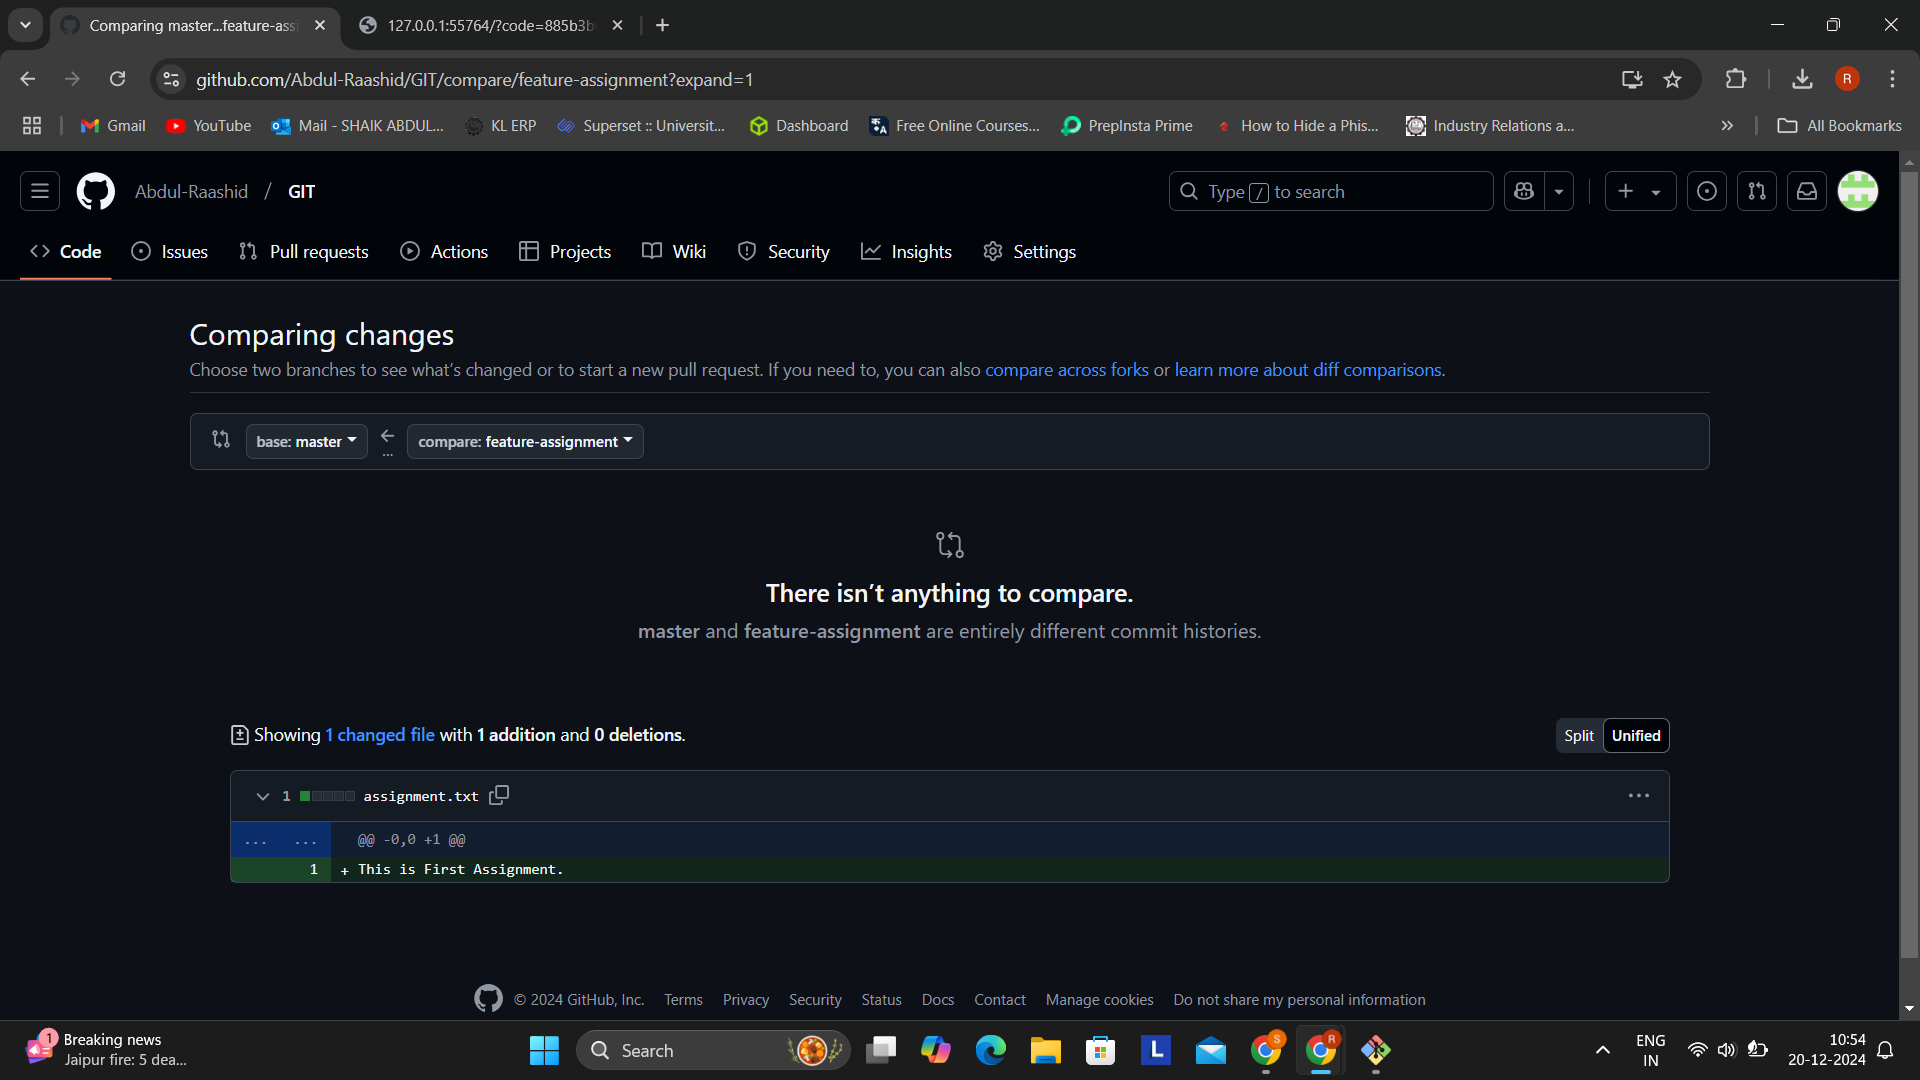 Comparing master...feature-assi
127.0.0.1:55764/?code=885b3b
github.com/Abdul-Raashid/GIT/compare/feature-assignment?expand=1
R
Gmail
YouTube
Mail - SHAIK ABDUL...
KL ERP
Superset :: Universit...
Dashboard
Free Online Courses...
PrepInsta Prime
How to Hide a Phis...
Industry Relations a...
All Bookmarks
Abdul-Raashid / GIT
Type / to search
Code
Issues
Pull requests
Actions
Projects
Wiki
Security
Insights
Settings
Comparing changes
Choose two branches to see what's changed or to start a new pull request. If you need to, you can also compare across forks or learn more about diff comparisons.
base: master
...
compare: feature-assignment
There isn't anything to compare.
master and feature-assignment are entirely different commit histories.
Showing 1 changed file with 1 addition and 0 deletions.
Split
Unified
1 assignment.txt
... ... @@ -0,0 +1 @@
1 + This is First Assignment.
© 2024 GitHub, Inc.
Terms
Privacy
Security
Status
Docs
Contact
Manage cookies
Do not share my personal information
1
Breaking news
Jaipur fire: 5 dea...
Search
L
S
R
ENG
IN
10:54
20-12-2024